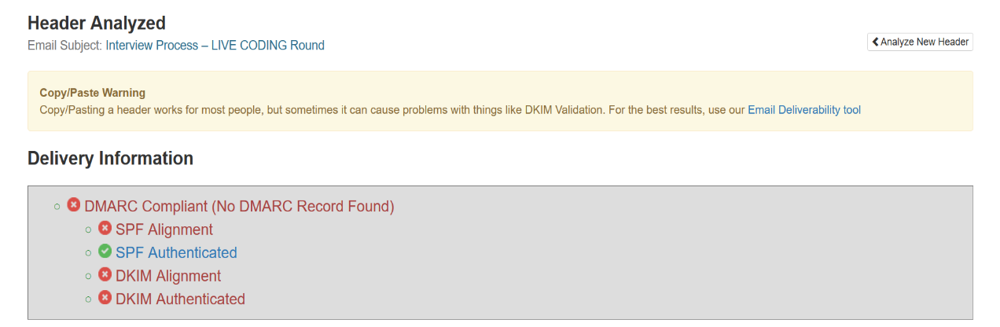 Header Analyzed
Email Subject: Interview Process – LIVE CODING Round
Analyze New Header
Copy/Paste Warning
Copy/Pasting a header works for most people, but sometimes it can cause problems with things like DKIM Validation. For the best results, use our Email Deliverability tool
Delivery Information
DMARC Compliant (No DMARC Record Found)
SPF Alignment
SPF Authenticated
DKIM Alignment
DKIM Authenticated